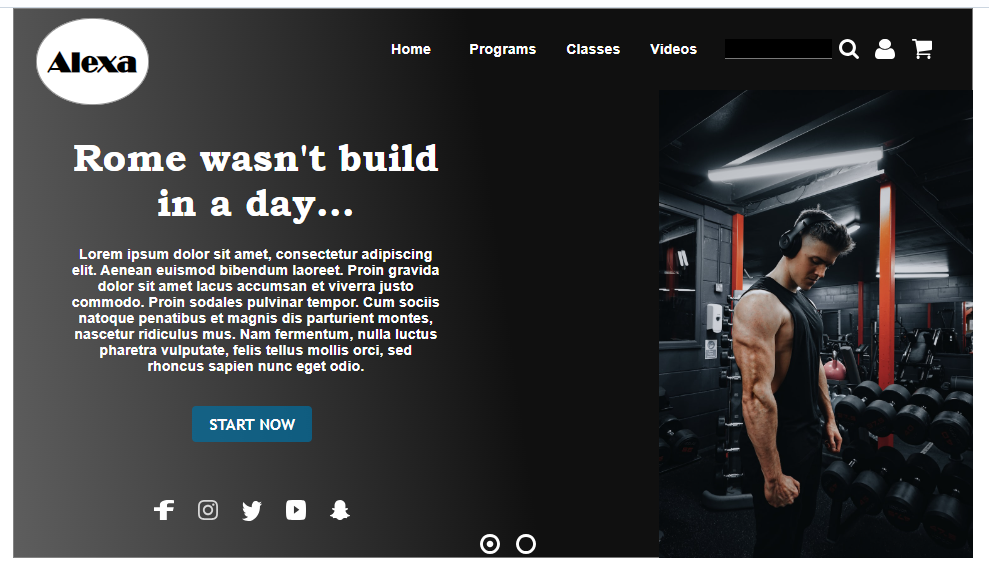 Alexa
Home Programs Classes Videos
Rome wasn't build
in a day...
Lorem ipsum dolor sit amet, consectetur adipiscing
elit. Aenean euismod bibendum laoreet. Proin gravida
dolor sit amet lacus accumsan et viverra justo
commodo. Proin sodales pulvinar tempor. Cum sociis
natoque penatibus et magnis dis parturient montes,
nascetur ridiculus mus. Nam fermentum, nulla luctus
pharetra vulputate, felis tellus mollis orci, sed
rhoncus sapien nunc eget odio.
START NOW